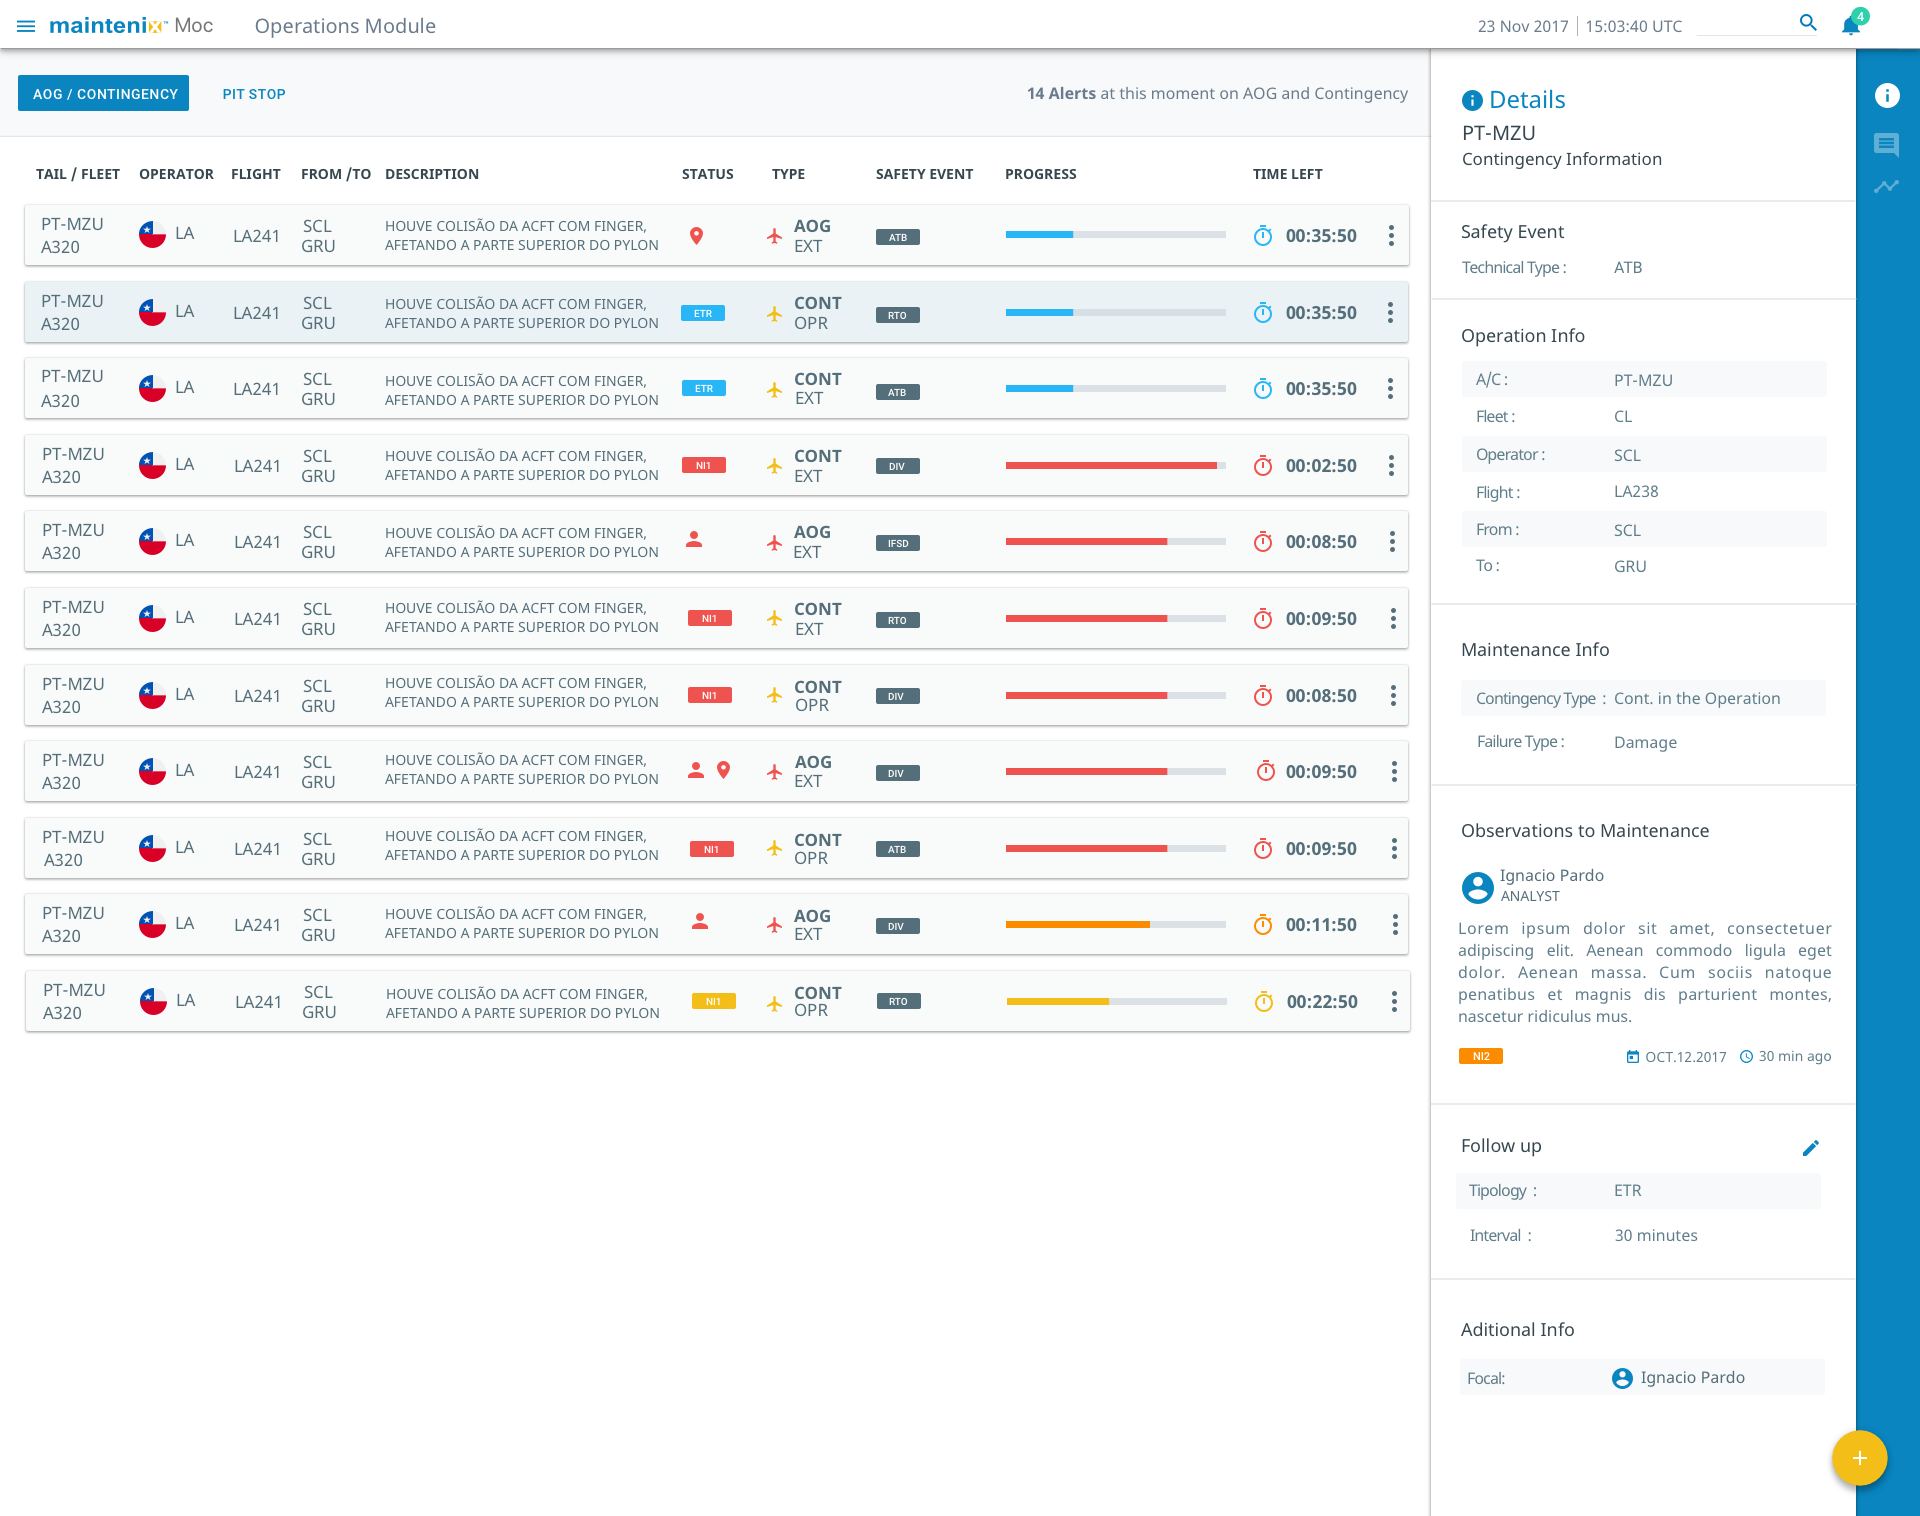 maintenix™ Moc
Operations Module
23 Nov 2017 | 15:03:40 UTC
4
AOG / CONTINGENCY
PIT STOP
14 Alerts at this moment on AOG and Contingency
TAIL / FLEET OPERATOR FLIGHT FROM /TO DESCRIPTION STATUS TYPE SAFETY EVENT PROGRESS TIME LEFT
PT-MZU LA LA241 SCL HOUVE COLISÃO DA ACFT COM FINGER, AOG ATB 00:35:50
A320 GRU AFETANDO A PARTE SUPERIOR DO PYLON EXT
PT-MZU LA LA241 SCL HOUVE COLISÃO DA ACFT COM FINGER, ETR CONT RTO 00:35:50
A320 GRU AFETANDO A PARTE SUPERIOR DO PYLON OPR
PT-MZU LA LA241 SCL HOUVE COLISÃO DA ACFT COM FINGER, ETR CONT ATB 00:35:50
A320 GRU AFETANDO A PARTE SUPERIOR DO PYLON EXT
PT-MZU LA LA241 SCL HOUVE COLISÃO DA ACFT COM FINGER, NI1 CONT DIV 00:02:50
A320 GRU AFETANDO A PARTE SUPERIOR DO PYLON EXT
PT-MZU LA LA241 SCL HOUVE COLISÃO DA ACFT COM FINGER, AOG IFSD 00:08:50
A320 GRU AFETANDO A PARTE SUPERIOR DO PYLON EXT
PT-MZU LA LA241 SCL HOUVE COLISÃO DA ACFT COM FINGER, NI1 CONT RTO 00:09:50
A320 GRU AFETANDO A PARTE SUPERIOR DO PYLON EXT
PT-MZU LA LA241 SCL HOUVE COLISÃO DA ACFT COM FINGER, NI1 CONT DIV 00:08:50
A320 GRU AFETANDO A PARTE SUPERIOR DO PYLON OPR
PT-MZU LA LA241 SCL HOUVE COLISÃO DA ACFT COM FINGER, AOG DIV 00:09:50
A320 GRU AFETANDO A PARTE SUPERIOR DO PYLON EXT
PT-MZU LA LA241 SCL HOUVE COLISÃO DA ACFT COM FINGER, NI1 CONT ATB 00:09:50
A320 GRU AFETANDO A PARTE SUPERIOR DO PYLON OPR
PT-MZU LA LA241 SCL HOUVE COLISÃO DA ACFT COM FINGER, AOG DIV 00:11:50
A320 GRU AFETANDO A PARTE SUPERIOR DO PYLON EXT
PT-MZU LA LA241 SCL HOUVE COLISÃO DA ACFT COM FINGER, NI1 CONT RTO 00:22:50
A320 GRU AFETANDO A PARTE SUPERIOR DO PYLON OPR
Details
PT-MZU
Contingency Information
Safety Event
Technical Type : ATB
Operation Info
A/C : PT-MZU
Fleet : CL
Operator : SCL
Flight : LA238
From : SCL
To : GRU
Maintenance Info
Contingency Type : Cont. in the Operation
Failure Type : Damage
Observations to Maintenance
Ignacio Pardo
ANALYST
Lorem ipsum dolor sit amet, consectetuer
adipiscing elit. Aenean commodo ligula eget
dolor. Aenean massa. Cum sociis natoque
penatibus et magnis dis parturient montes,
nascetur ridiculus mus.
NI2 OCT.12.2017 30 min ago
Follow up
Tipology : ETR
Interval : 30 minutes
Aditional Info
Focal: Ignacio Pardo